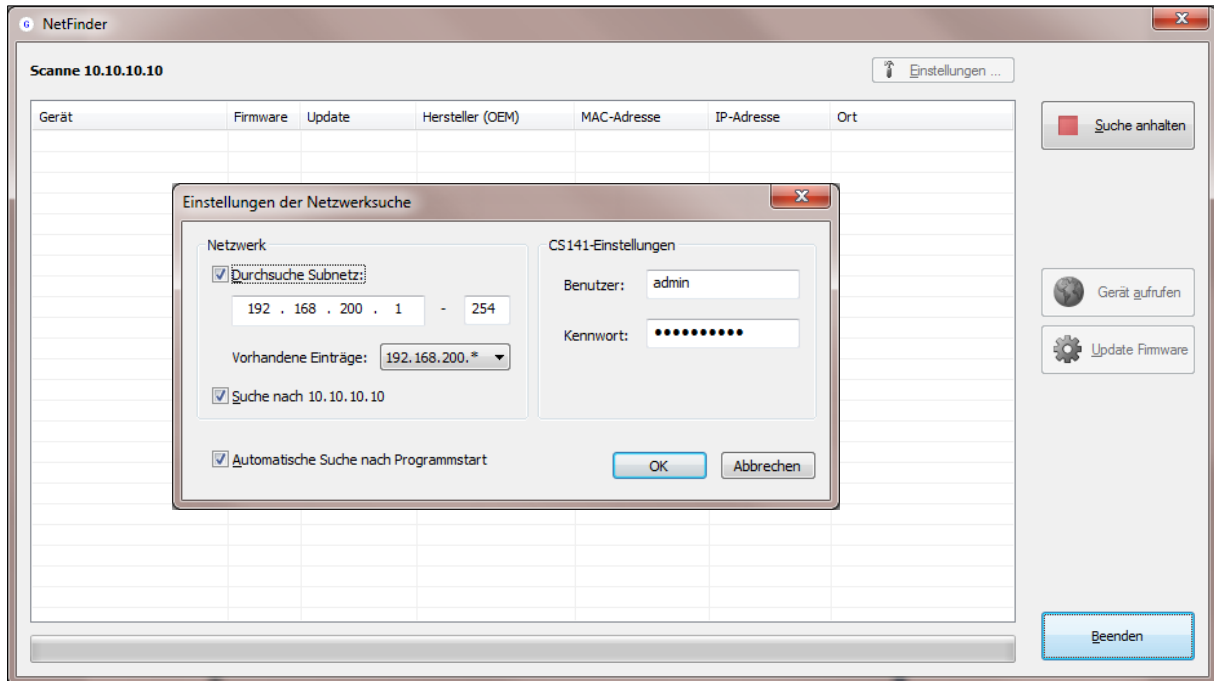 NetFinder
Scanne 10.10.10.10
Einstellungen ...
Gerät Firmware Update Hersteller (OEM) MAC-Adresse IP-Adresse Ort
Suche anhalten
Einstellungen der Netzwerksuche
Netzwerk
Durchsuche Subnetz:
192 . 168 . 200 . 1 - 254
Vorhandene Einträge: 192.168.200.*
Suche nach 10.10.10.10
Automatische Suche nach Programmstart
CS141-Einstellungen
Benutzer: admin
Kennwort: ••••••••••
OK Abbrechen
Gerät aufrufen
Update Firmware
Beenden